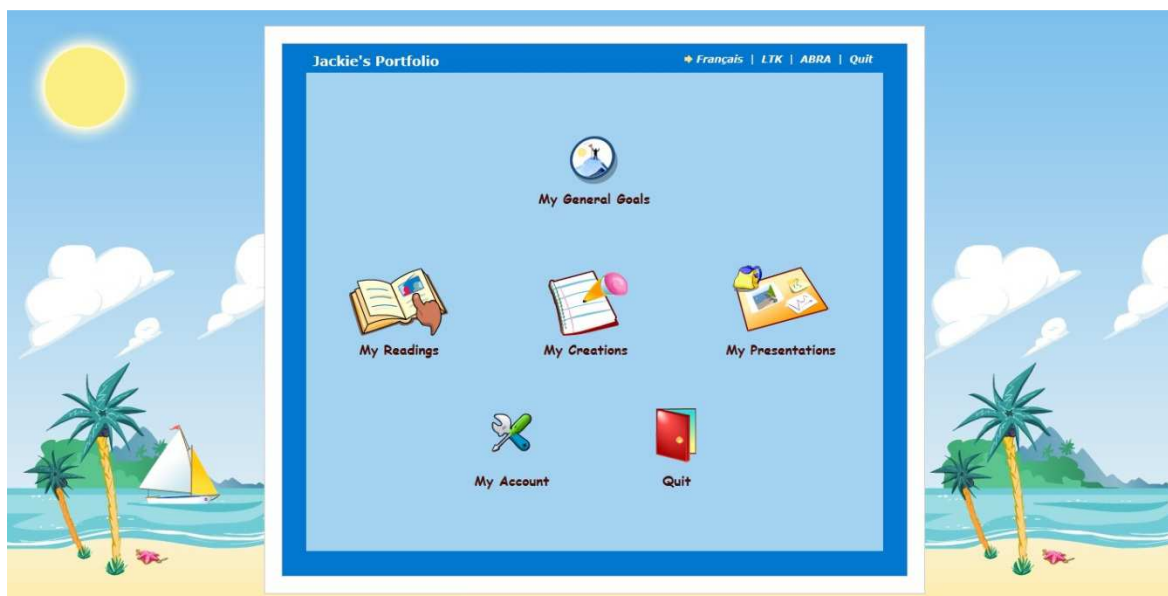 Jackie's Portfolio
Français | LTK | ABRA | Quit
My General Goals
My Readings
My Creations
My Presentations
My Account
Quit